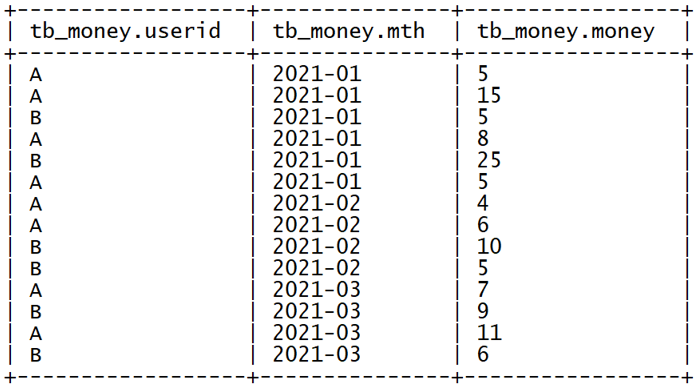 +------------------+---------------+-----------------+
| tb_money.userid | tb_money.mth | tb_money.money |
+------------------+---------------+-----------------+
| A | 2021-01 | 5 |
| A | 2021-01 | 15 |
| B | 2021-01 | 5 |
| A | 2021-01 | 8 |
| B | 2021-01 | 25 |
| A | 2021-01 | 5 |
| A | 2021-02 | 4 |
| A | 2021-02 | 6 |
| B | 2021-02 | 10 |
| B | 2021-02 | 5 |
| A | 2021-03 | 7 |
| B | 2021-03 | 9 |
| A | 2021-03 | 11 |
| B | 2021-03 | 6 |
+------------------+---------------+-----------------+